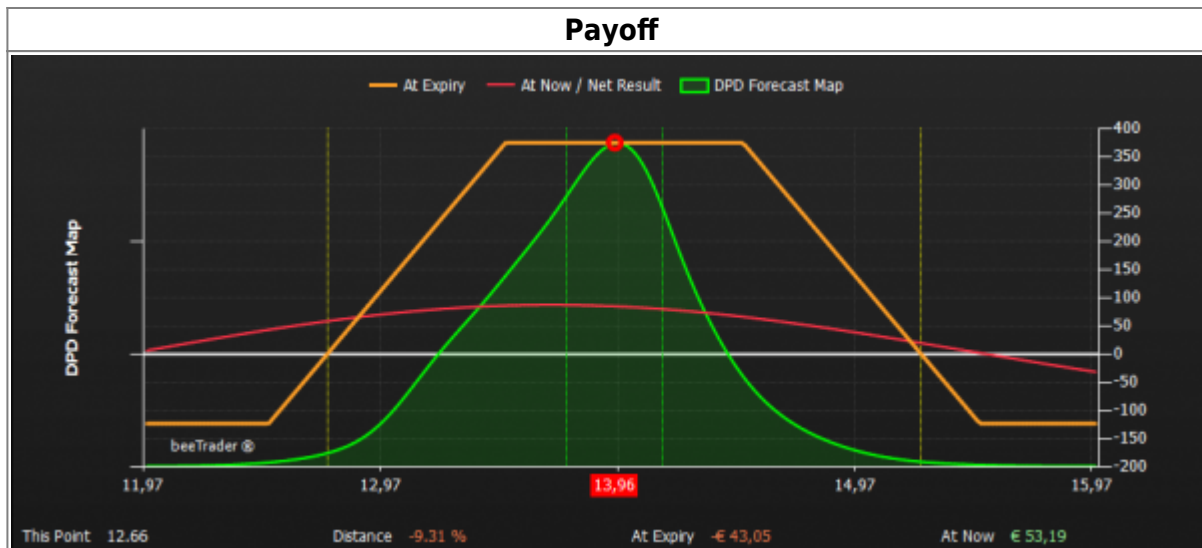 Payoff
At Expiry At Now / Net Result DPD Forecast Map
DPD Forecast Map
400
350
300
250
200
150
100
50
0
-50
-100
-150
-200
beeTrader ®
11,97 12,97 13,96 14,97 15,97
This Point 12.66 Distance -9.31 % At Expiry -€ 43,05 At Now € 53,19